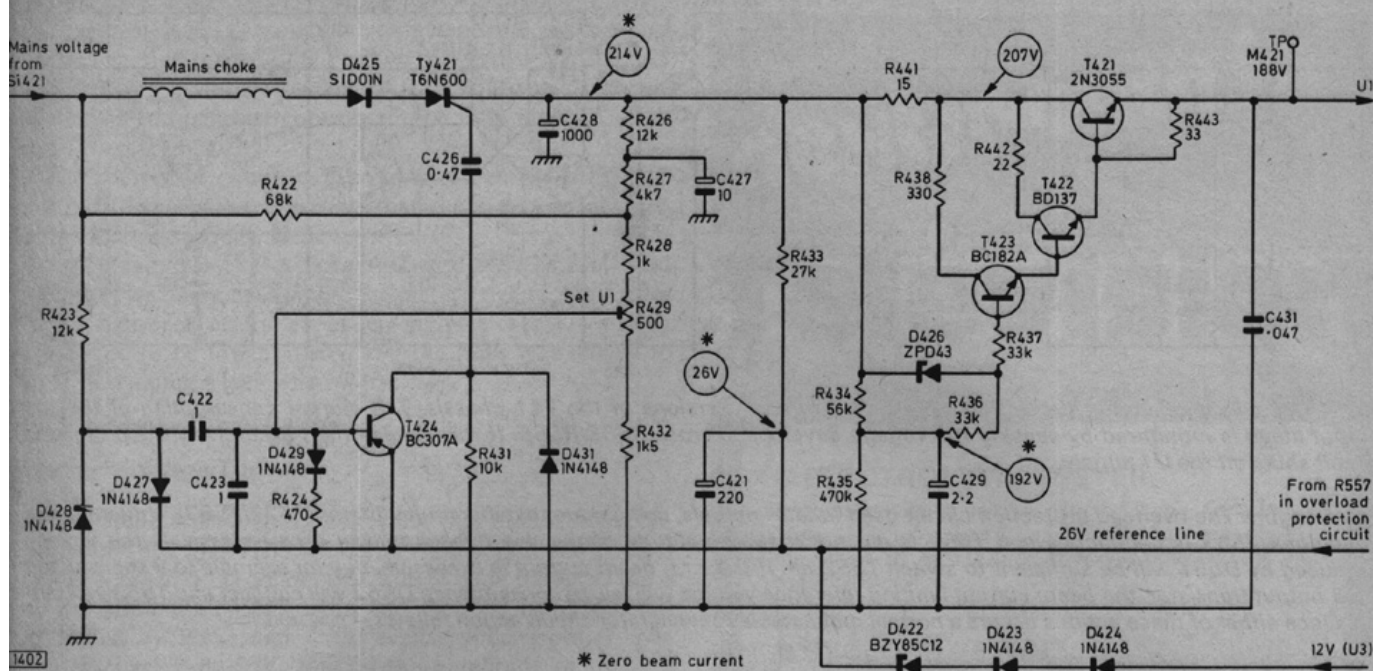 Mains voltage
from
Si421
Mains choke
D425
S1D01N
Ty421
T6N600
*
214V
R441
15
207V
T421
2N3055
TP
M421
188V
U1
C428
1000
R426
12k
C426
0·47
R427
4k7
C427
10
R442
22
R443
33
R438
330
T422
BD137
R422
68k
R428
1k
R433
27k
T423
BC182A
Set U1
R429
500
R423
12k
R437
33k
C431
·047
*
26V
D426
ZPD43
C422
1
T424
BC307A
R434
56k
R436
33k
D429
1N4148
R431
10k
D431
1N4148
R432
1k5
*
192V
D427
1N4148
C423
1
R424
470
C421
220
R435
470k
C429
2·2
D428
1N4148
From R557
in overload
protection
circuit
26V reference line
D422
BZY85C12
D423
1N4148
D424
1N4148
12V (U3)
1402
* Zero beam current